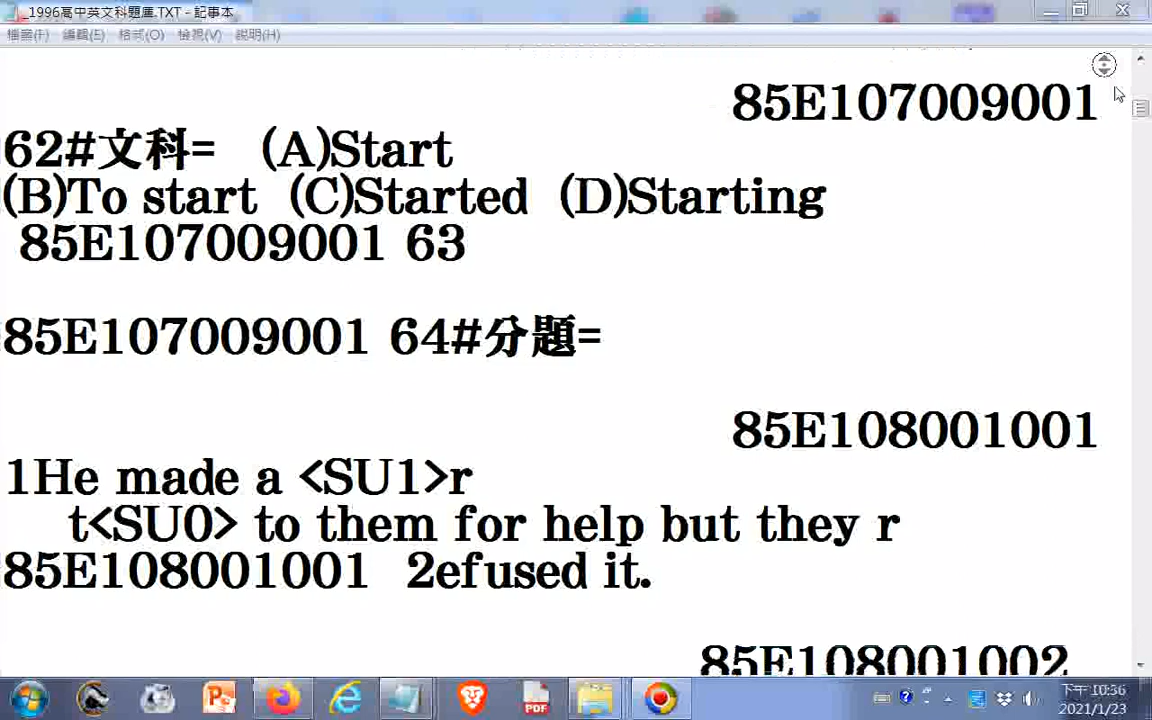 _1996高中英文科題庫.TXT - 記事本
檔案(F) 編輯(E) 格式(O) 檢視(V) 說明(H)
85E107009001
62#文科=   (A)Start
(B)To start  (C)Started  (D)Starting
85E107009001 63
85E107009001 64#分題=
85E108001001
1He made a <SU1>r
t<SU0> to them for help but they r
85E108001001  2efused it.
85E108001002
PDF
下午 10:36
2021/1/23